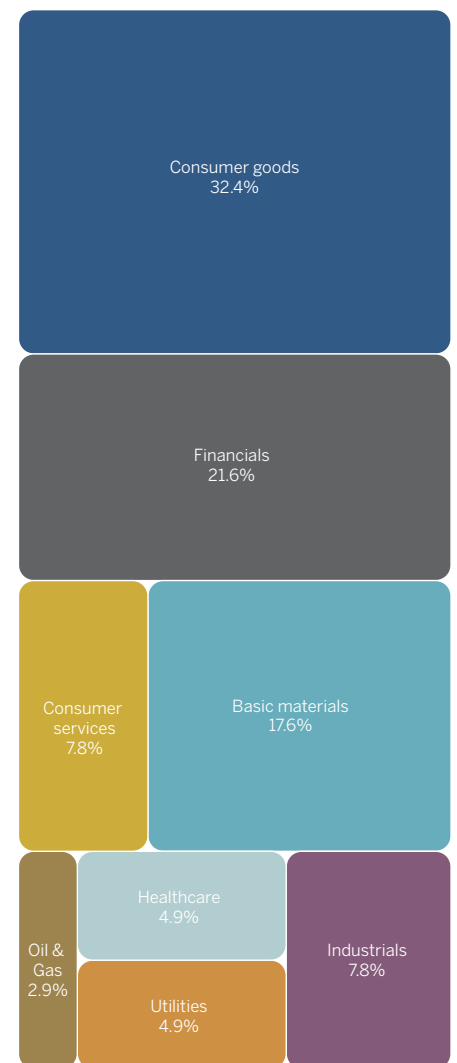 Consumer goods
32.4%
Financials
21.6%
Consumer
services
7.8%
Basic materials
17.6%
Oil &
Gas
2.9%
Healthcare
4.9%
Utilities
4.9%
Industrials
7.8%